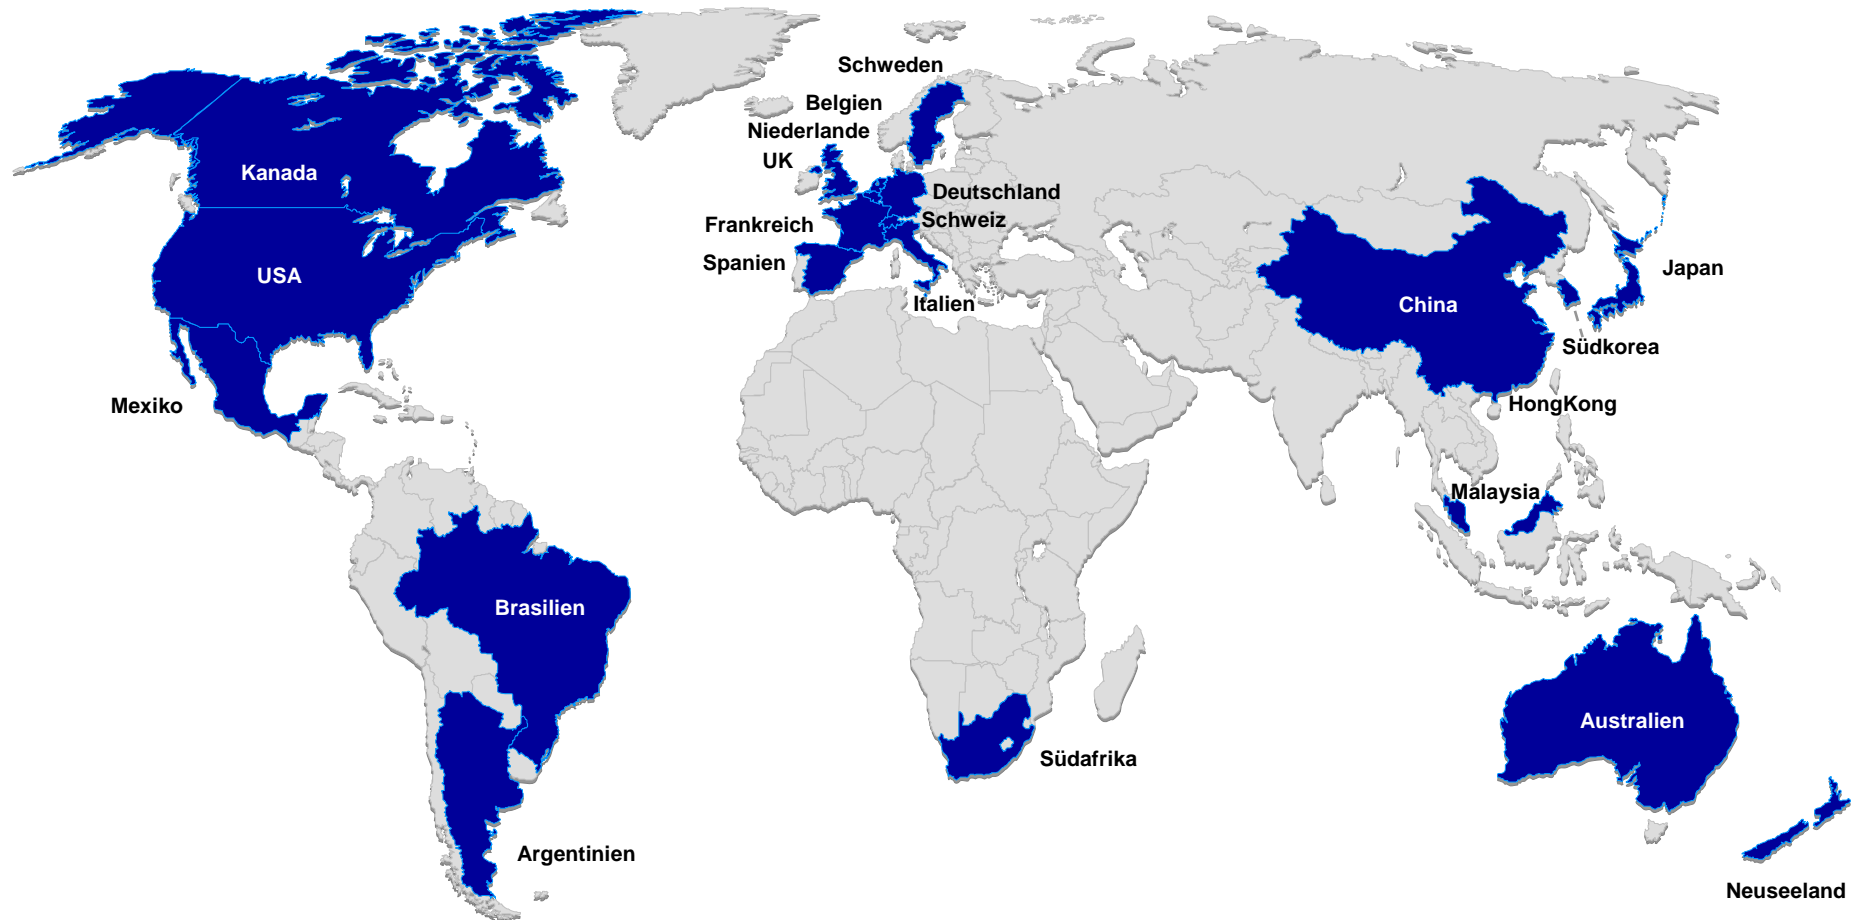 Schweden
Belgien
Niederlande
UK
Kanada
Deutschland
Schweiz
Frankreich
Spanien
USA
Japan
Italien
China
Südkorea
Mexiko
HongKong
Malaysia
Brasilien
Australien
Südafrika
Argentinien
Neuseeland